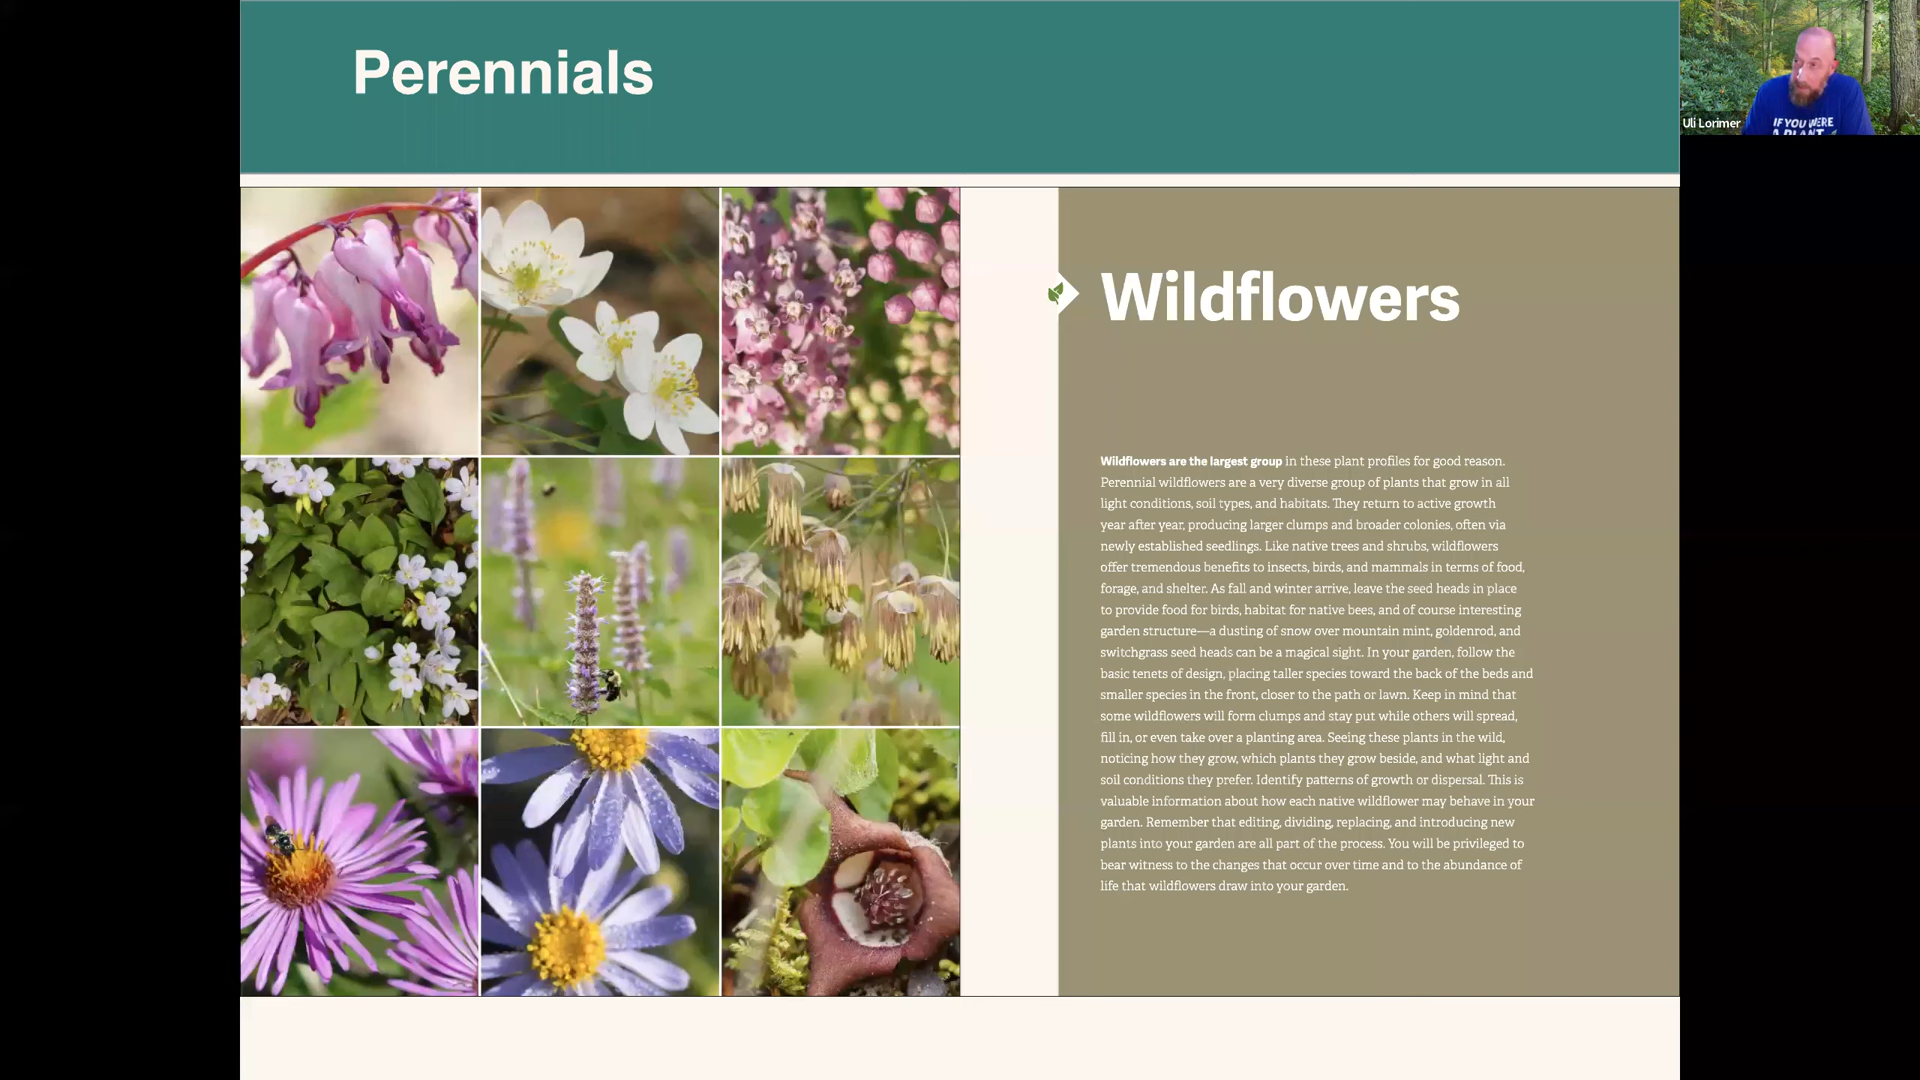 Perennials
Uli Lorimer
IF YOU WERE
A PLANT
Wildflowers
Wildflowers are the largest group in these plant profiles for good reason.
Perennial wildflowers are a very diverse group of plants that grow in all
light conditions, soil types, and habitats. They return to active growth
year after year, producing larger clumps and broader colonies, often via
newly established seedlings. Like native trees and shrubs, wildflowers
offer tremendous benefits to insects, birds, and mammals in terms of food,
forage, and shelter. As fall and winter arrive, leave the seed heads in place
to provide food for birds, habitat for native bees, and of course interesting
garden structure—a dusting of snow over mountain mint, goldenrod, and
switchgrass seed heads can be a magical sight. In your garden, follow the
basic tenets of design, placing taller species toward the back of the beds and
smaller species in the front, closer to the path or lawn. Keep in mind that
some wildflowers will form clumps and stay put while others will spread,
fill in, or even take over a planting area. Seeing these plants in the wild,
noticing how they grow, which plants they grow beside, and what light and
soil conditions they prefer. Identify patterns of growth or dispersal. This is
valuable information about how each native wildflower may behave in your
garden. Remember that editing, dividing, replacing, and introducing new
plants into your garden are all part of the process. You will be privileged to
bear witness to the changes that occur over time and to the abundance of
life that wildflowers draw into your garden.